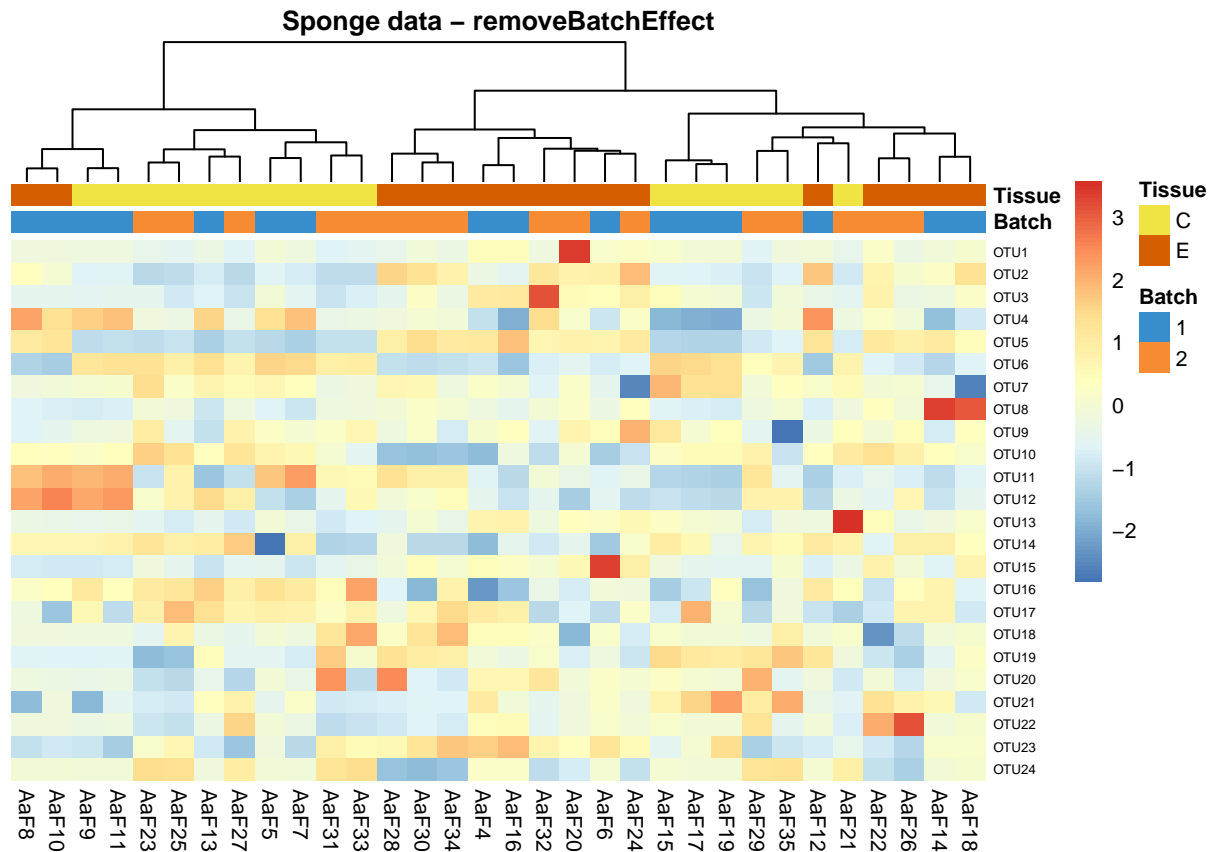 Sponge data – removeBatchEffect
Tissue
Batch
OTU1
OTU2
OTU3
OTU4
OTU5
OTU6
OTU7
OTU8
OTU9
OTU10
OTU11
OTU12
OTU13
OTU14
OTU15
OTU16
OTU17
OTU18
OTU19
OTU20
OTU21
OTU22
OTU23
OTU24
AaF8
AaF10
AaF9
AaF11
AaF23
AaF25
AaF13
AaF27
AaF5
AaF7
AaF31
AaF33
AaF28
AaF30
AaF34
AaF4
AaF16
AaF32
AaF20
AaF6
AaF24
AaF15
AaF17
AaF19
AaF29
AaF35
AaF12
AaF21
AaF22
AaF26
AaF14
AaF18
3
2
1
0
−1
−2
Tissue
C
E
Batch
1
2